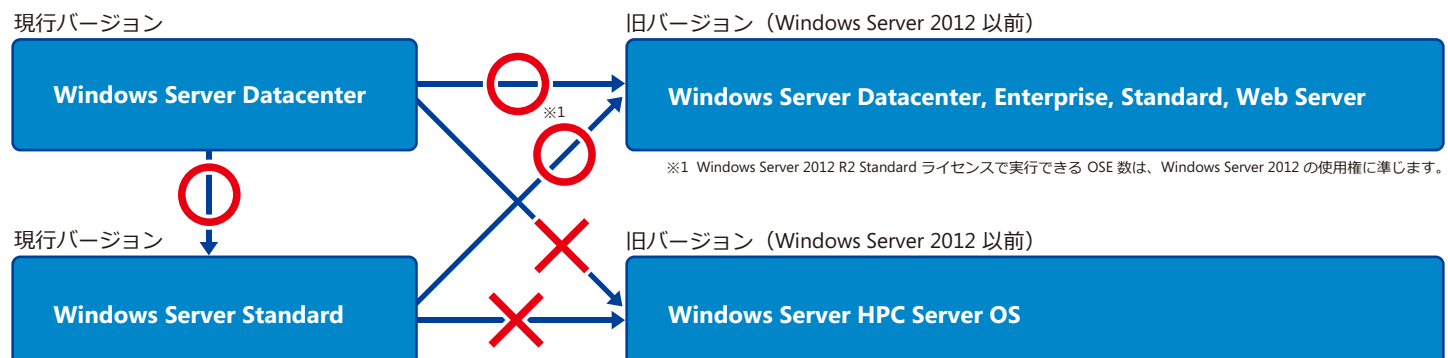 現行バージョン
旧バージョン（Windows Server 2012 以前）
Windows Server Datacenter
Windows Server Datacenter, Enterprise, Standard, Web Server
※1
※1 Windows Server 2012 R2 Standard ライセンスで実行できる OSE 数は、Windows Server 2012 の使用権に準じます。
現行バージョン
旧バージョン（Windows Server 2012 以前）
Windows Server Standard
Windows Server HPC Server OS